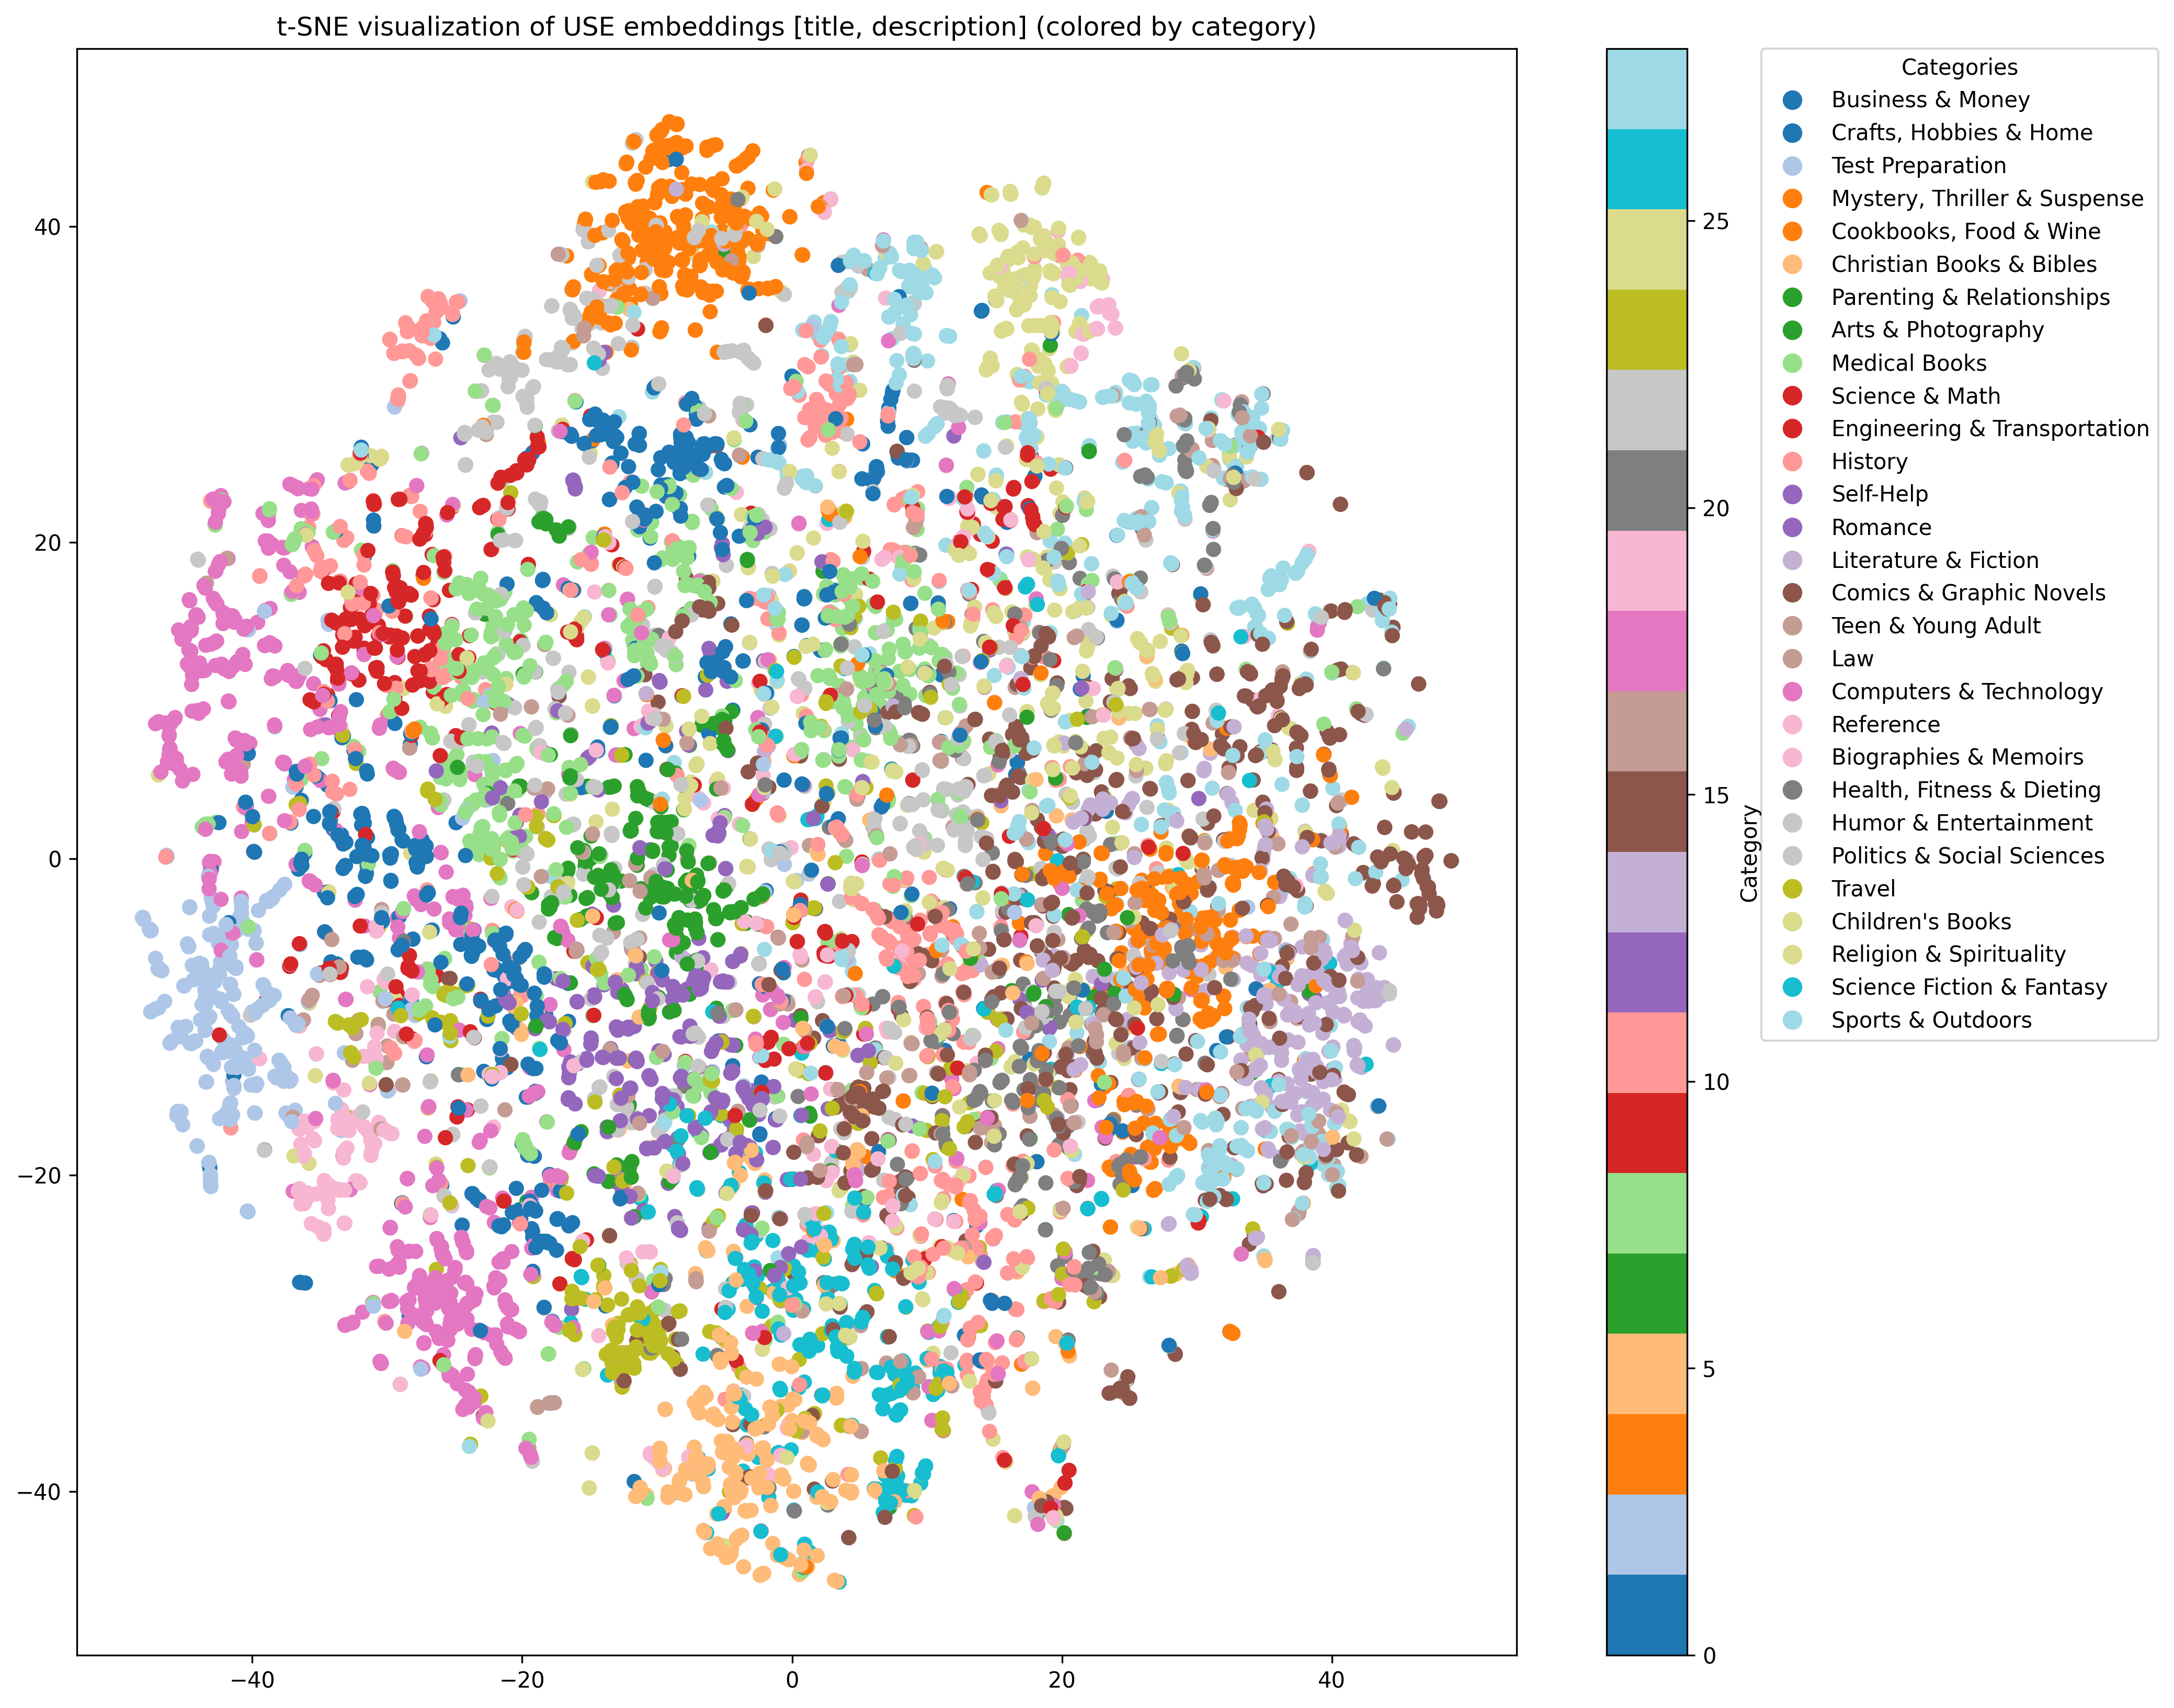 t-SNE visualization of USE embeddings [title, description] (colored by category)
40
20
0
−20
−40
−40
−20
0
20
40
25
20
15
10
5
0
Category
Categories
Business & Money
Crafts, Hobbies & Home
Test Preparation
Mystery, Thriller & Suspense
Cookbooks, Food & Wine
Christian Books & Bibles
Parenting & Relationships
Arts & Photography
Medical Books
Science & Math
Engineering & Transportation
History
Self-Help
Romance
Literature & Fiction
Comics & Graphic Novels
Teen & Young Adult
Law
Computers & Technology
Reference
Biographies & Memoirs
Health, Fitness & Dieting
Humor & Entertainment
Politics & Social Sciences
Travel
Children's Books
Religion & Spirituality
Science Fiction & Fantasy
Sports & Outdoors